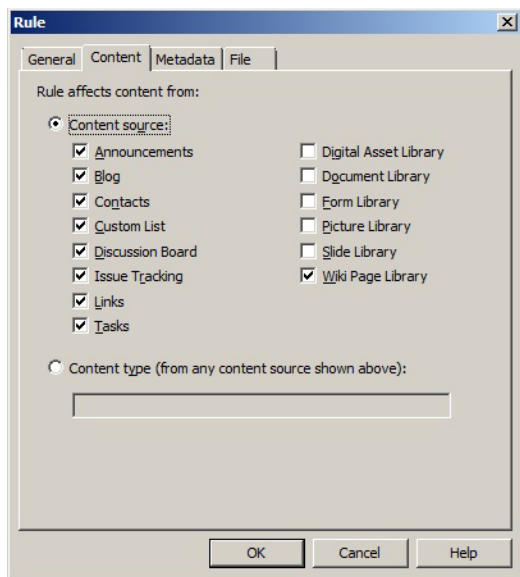 Rule
General Content Metadata File
Rule affects content from:
Content source:
Announcements
Blog
Contacts
Custom List
Discussion Board
Issue Tracking
Links
Tasks
Digital Asset Library
Document Library
Form Library
Picture Library
Slide Library
Wiki Page Library
Content type (from any content source shown above):
OK Cancel Help